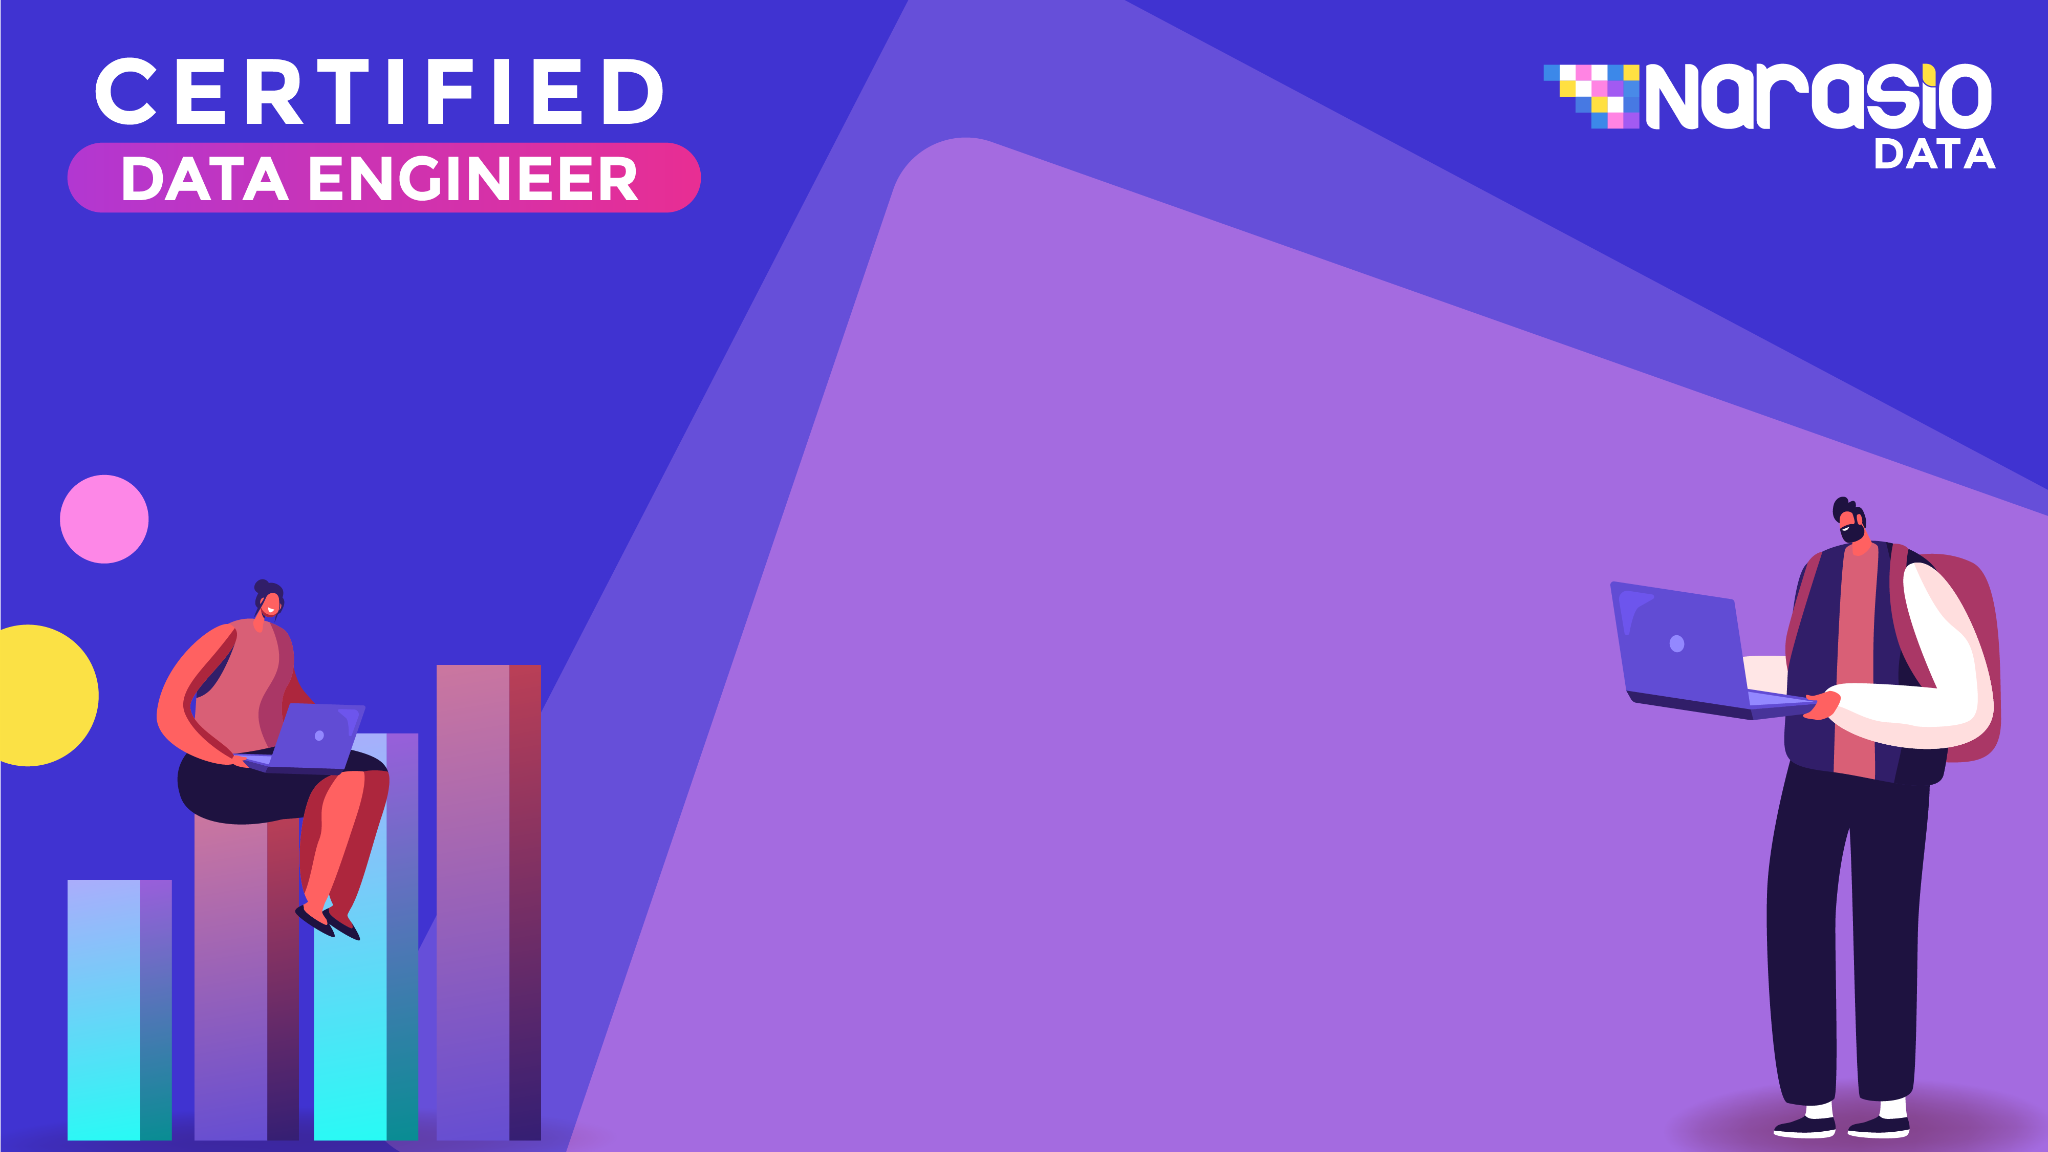 CERTIFIED
DATA ENGINEER
Narasio
DATA